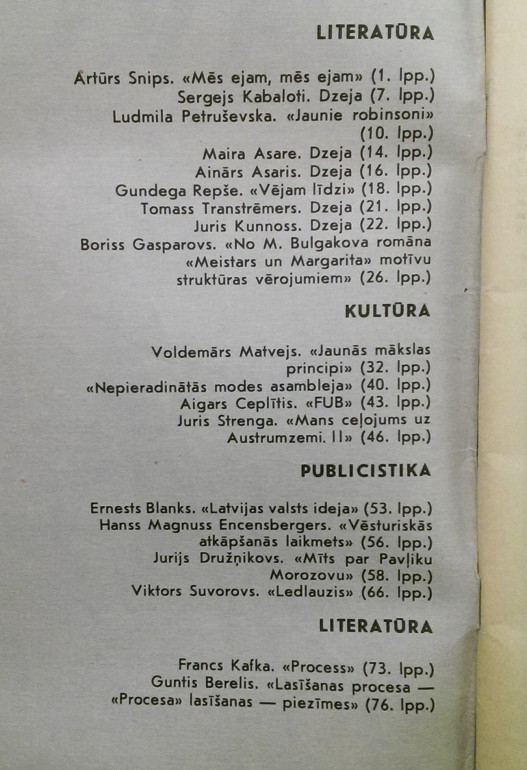 LITERATŪRA
Artūrs Snips. «Mēs ejam, mēs ejam» (1. lpp.)
Sergejs Kabaloti. Dzeja (7. lpp.)
Ludmila Petruševska. «Jaunie robinsoni»
(10. lpp.)
Maira Asare. Dzeja (14. lpp.)
Ainārs Asaris. Dzeja (16. lpp.)
Gundega Repše. «Vējam līdzi» (18. lpp.)
Tomass Transtrēmers. Dzeja (21. lpp.)
Juris Kunnoss. Dzeja (22. lpp.)
Boriss Gasparovs. «No M. Bulgakova romāna
«Meistars un Margarita» motīvu
struktūras vērojumiem» (26. lpp.)
KULTŪRA
Voldemārs Matvejs. «Jaunās mākslas
principi» (32. lpp.)
«Nepieradinātās modes asambleja» (40. lpp.)
Aigars Ceplītis. «FUB» (43. lpp.)
Juris Strenga. «Mans ceļojums uz
Austrumzemi. II» (46. lpp.)
PUBLICISTIKA
Ernests Blanks. «Latvijas valsts ideja» (53. lpp.)
Hanss Magnuss Encensbergers. «Vēsturiskās
atkāpšanās laikmets» (56. lpp.)
Jurijs Družņikovs. «Mīts par Pavļiku
Morozovu» (58. lpp.)
Viktors Suvorovs. «Ledlauzis» (66. lpp.)
LITERATŪRA
Francs Kafka. «Process» (73. lpp.)
Guntis Berelis. «Lasīšanas procesa —
«Procesa» lasīšanas — piezīmes» (76. lpp.)